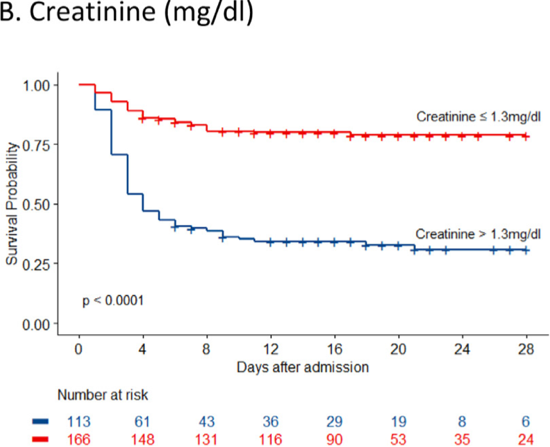 B. Creatinine (mg/dl)
1.00
0.75
0.50
0.25
0.00
Survival Probability
Creatinine ≤ 1.3mg/dl
Creatinine > 1.3mg/dl
p < 0.0001
0 4 8 12 16 20 24 28
Days after admission
Number at risk
113 61 43 36 29 19 8 6
166 148 131 116 90 53 35 24